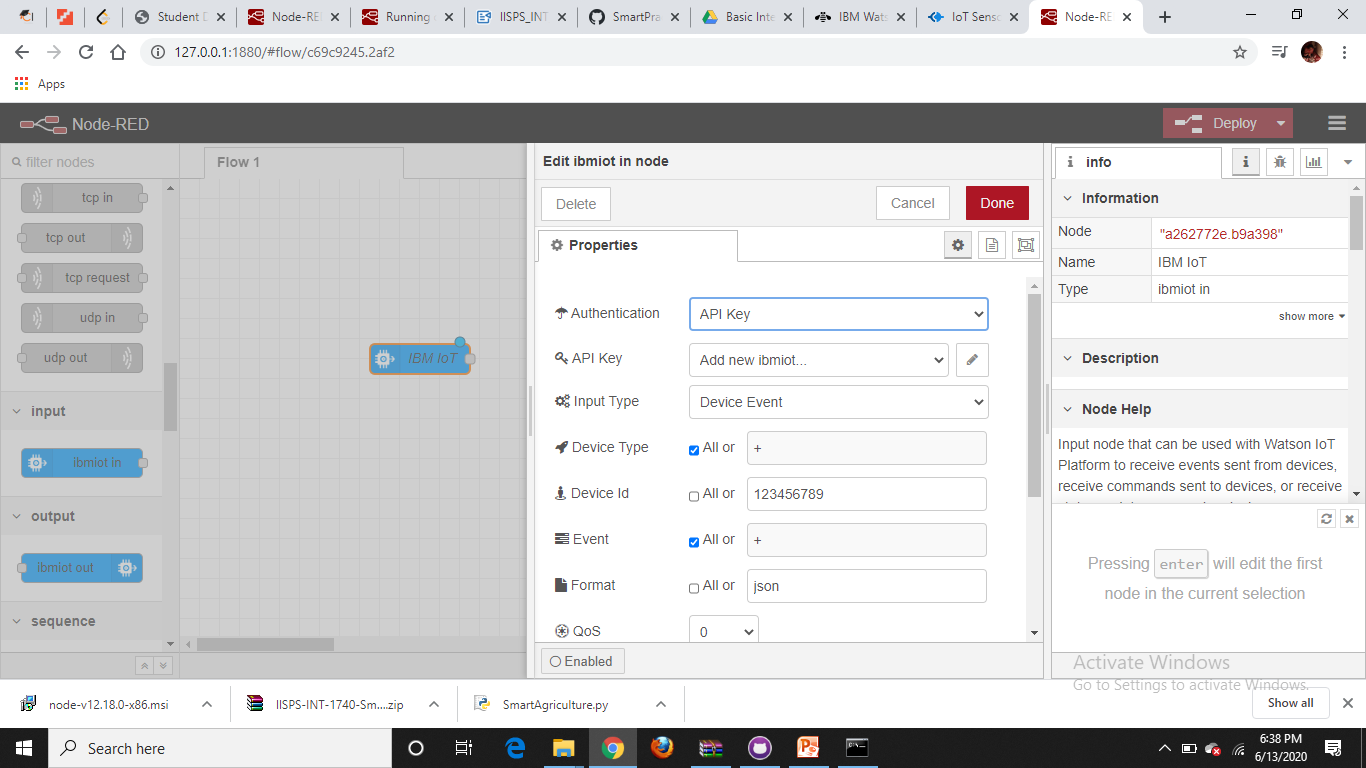 Student D
Node-RE
Running
IISPS_INT
SmartPra
Basic Inte
IBM Wats
IoT Senso
Node-RE
127.0.0.1:1880/#flow/c69c9245.2af2
Apps
Node-RED
Deploy
filter nodes
Flow 1
tcp in
tcp out
tcp request
udp in
udp out
input
ibmiot in
output
ibmiot out
sequence
IBM IoT
Edit ibmiot in node
Delete
Cancel
Done
Properties
Authentication
API Key
API Key
Add new ibmiot...
Input Type
Device Event
Device Type
All or
+
Device Id
All or
123456789
Event
All or
+
Format
All or
json
QoS
0
Enabled
info
Information
Node
"a262772e.b9a398"
Name
IBM IoT
Type
ibmiot in
show more
Description
Node Help
Input node that can be used with Watson IoT
Platform to receive events sent from devices,
receive commands sent to devices, or receive
Pressing enter will edit the first
node in the current selection
Activate Windows
Go to Settings to activate Windows.
node-v12.18.0-x86.msi
IISPS-INT-1740-Sm....zip
SmartAgriculture.py
Show all
Search here
6:38 PM
6/13/2020